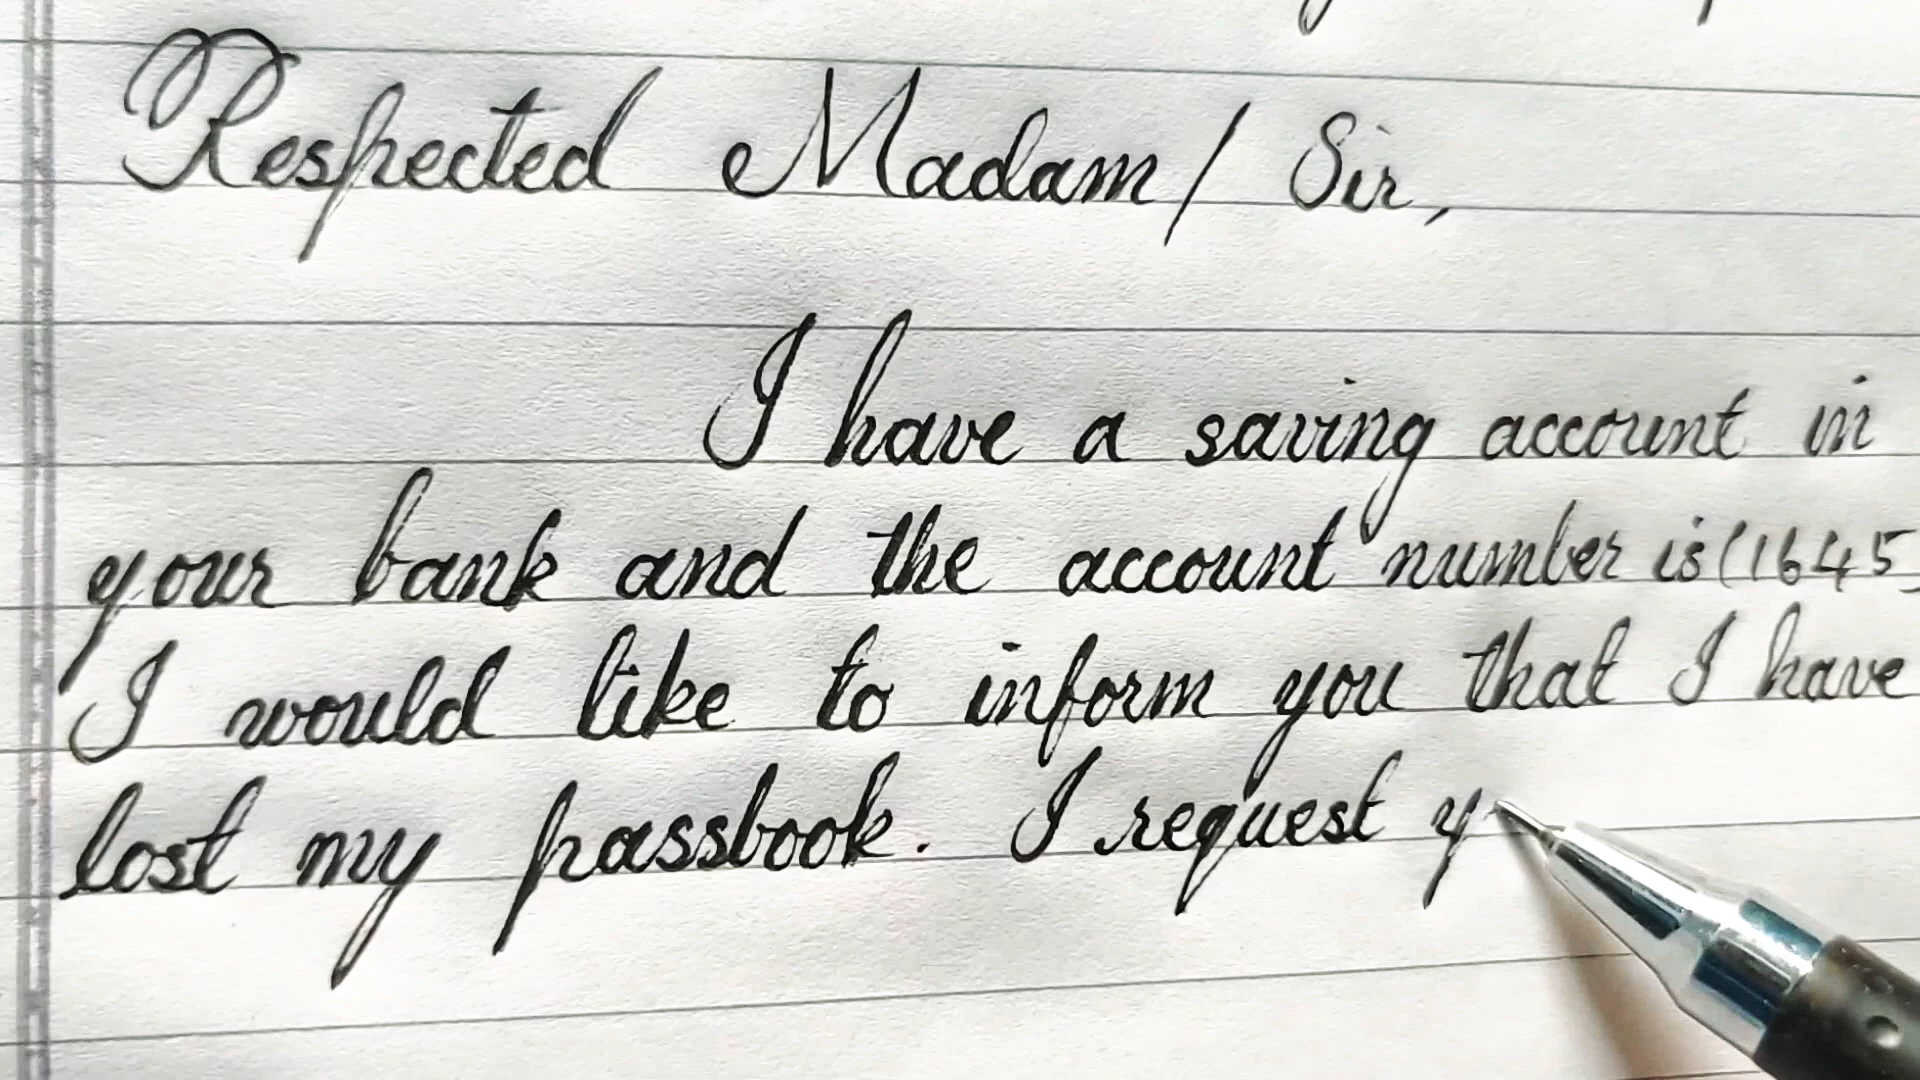 Respected Madam/ Sir,
I have a saving account in
your bank and the account number is (1645)
I would like to inform you that I have
lost my passbook. I request y